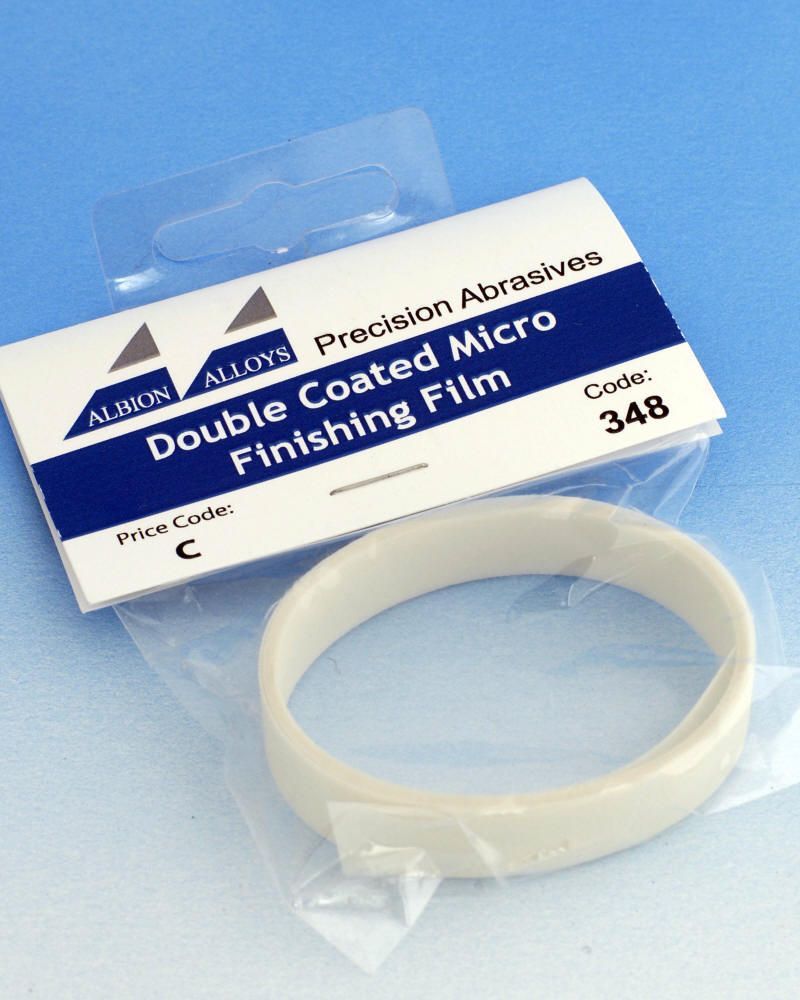 ALBION ALLOYS
Precision Abrasives
Double Coated Micro
Finishing Film
Price Code:
C
Code:
348